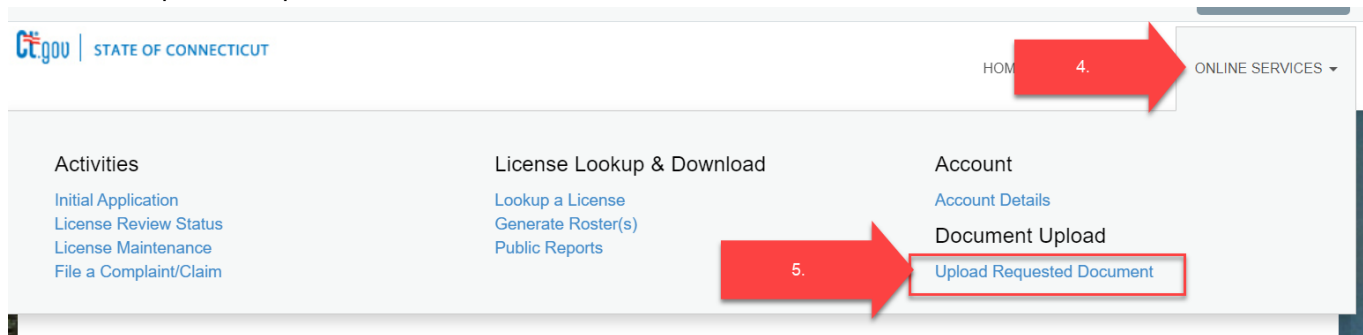 Ct.gov | STATE OF CONNECTICUT
HOM
4.
ONLINE SERVICES
Activities
Initial Application
License Review Status
License Maintenance
File a Complaint/Claim
License Lookup & Download
Lookup a License
Generate Roster(s)
Public Reports
5.
Account
Account Details
Document Upload
Upload Requested Document